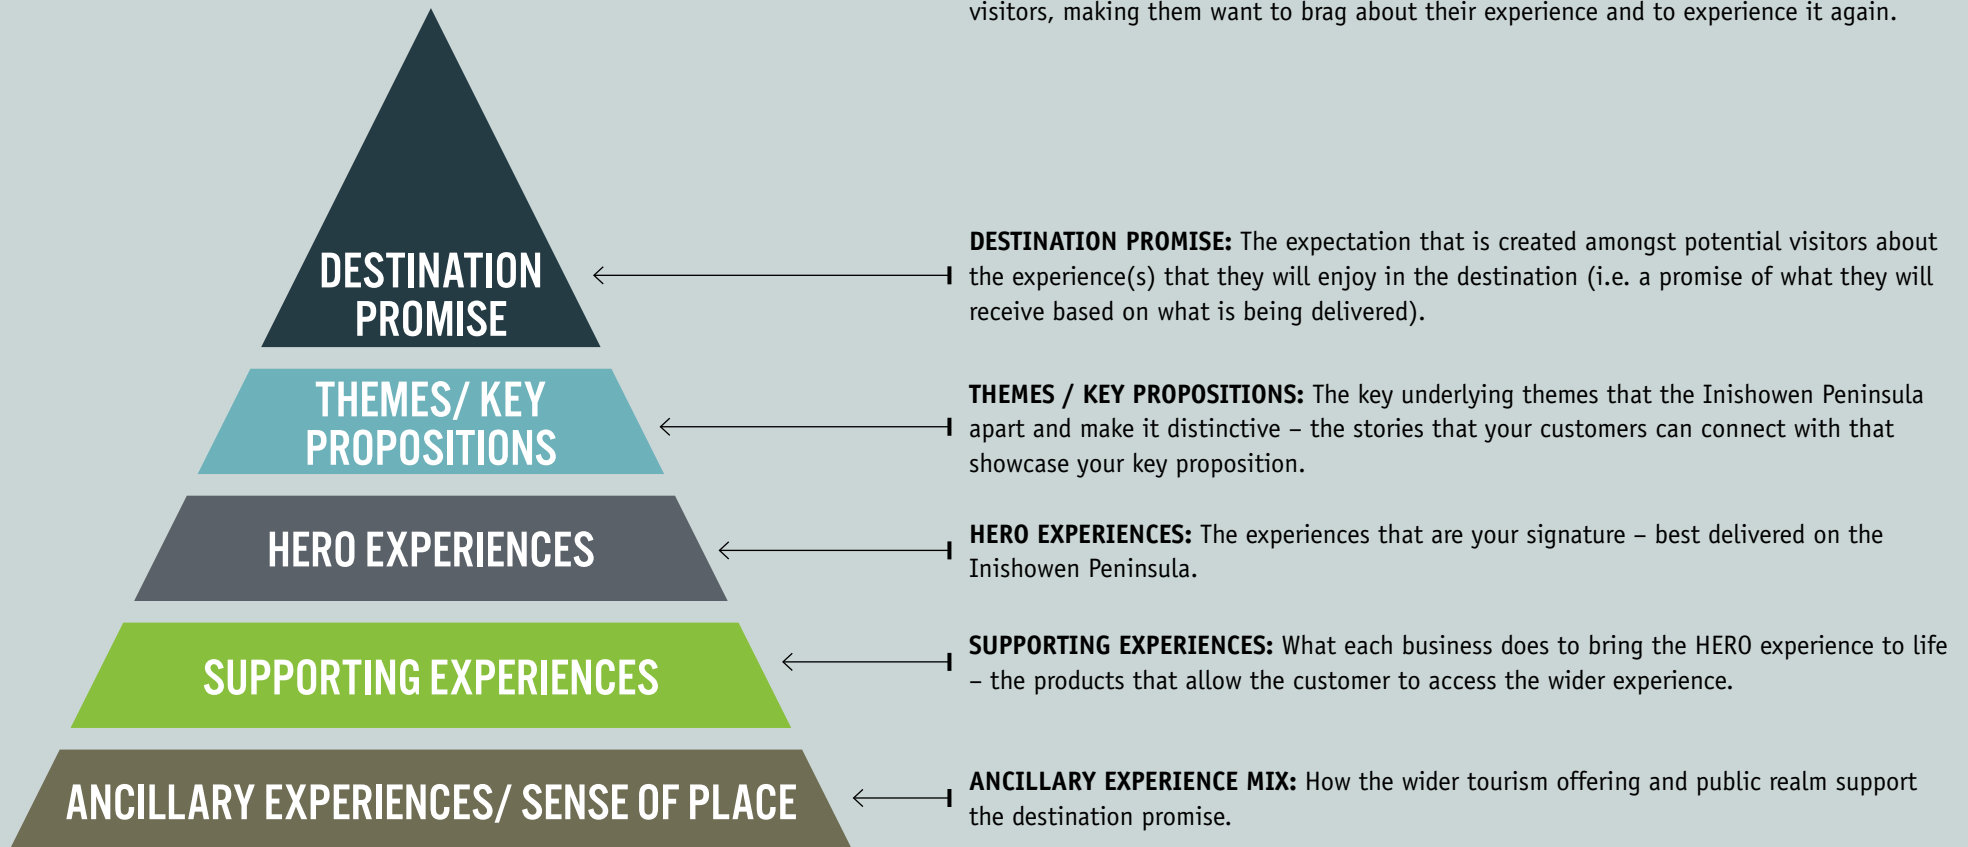 visitors, making them want to brag about their experience and to experience it again.
DESTINATION
PROMISE
DESTINATION PROMISE: The expectation that is created amongst potential visitors about
the experience(s) that they will enjoy in the destination (i.e. a promise of what they will
receive based on what is being delivered).
THEMES/ KEY
PROPOSITIONS
THEMES / KEY PROPOSITIONS: The key underlying themes that the Inishowen Peninsula
apart and make it distinctive – the stories that your customers can connect with that
showcase your key proposition.
HERO EXPERIENCES
HERO EXPERIENCES: The experiences that are your signature – best delivered on the
Inishowen Peninsula.
SUPPORTING EXPERIENCES
SUPPORTING EXPERIENCES: What each business does to bring the HERO experience to life
– the products that allow the customer to access the wider experience.
ANCILLARY EXPERIENCES/ SENSE OF PLACE
ANCILLARY EXPERIENCE MIX: How the wider tourism offering and public realm support
the destination promise.